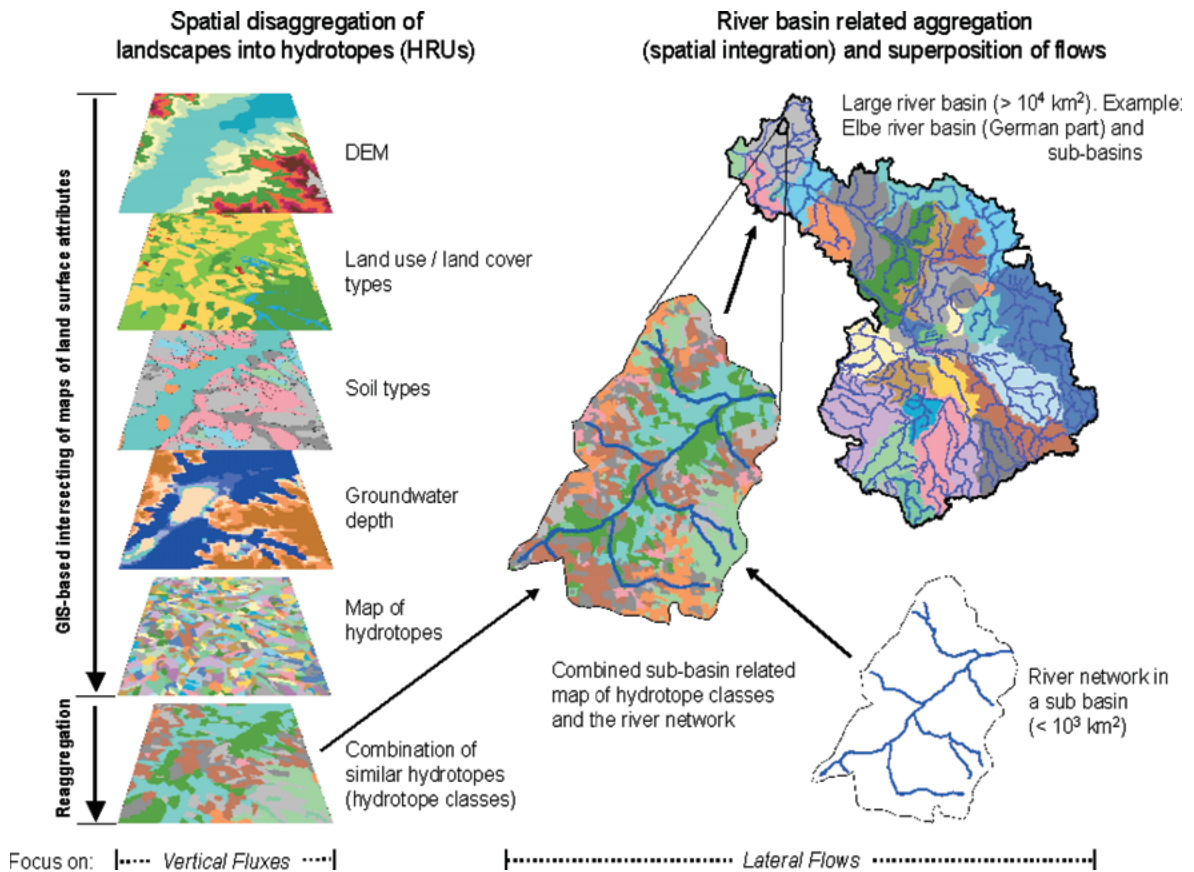 Spatial disaggregation of
landscapes into hydrotopes (HRUs)
River basin related aggregation
(spatial integration) and superposition of flows
GIS-based intersecting of maps of land surface attributes
Reaggregation
DEM
Land use / land cover
types
Soil types
Groundwater
depth
Map of
hydrotopes
Combination of
similar hydrotopes
(hydrotope classes)
Large river basin (> 10⁴ km²). Example:
Elbe river basin (German part) and
sub-basins
Combined sub-basin related
map of hydrotope classes
and the river network
River network in
a sub basin
(< 10³ km²)
Focus on:
Vertical Fluxes
Lateral Flows